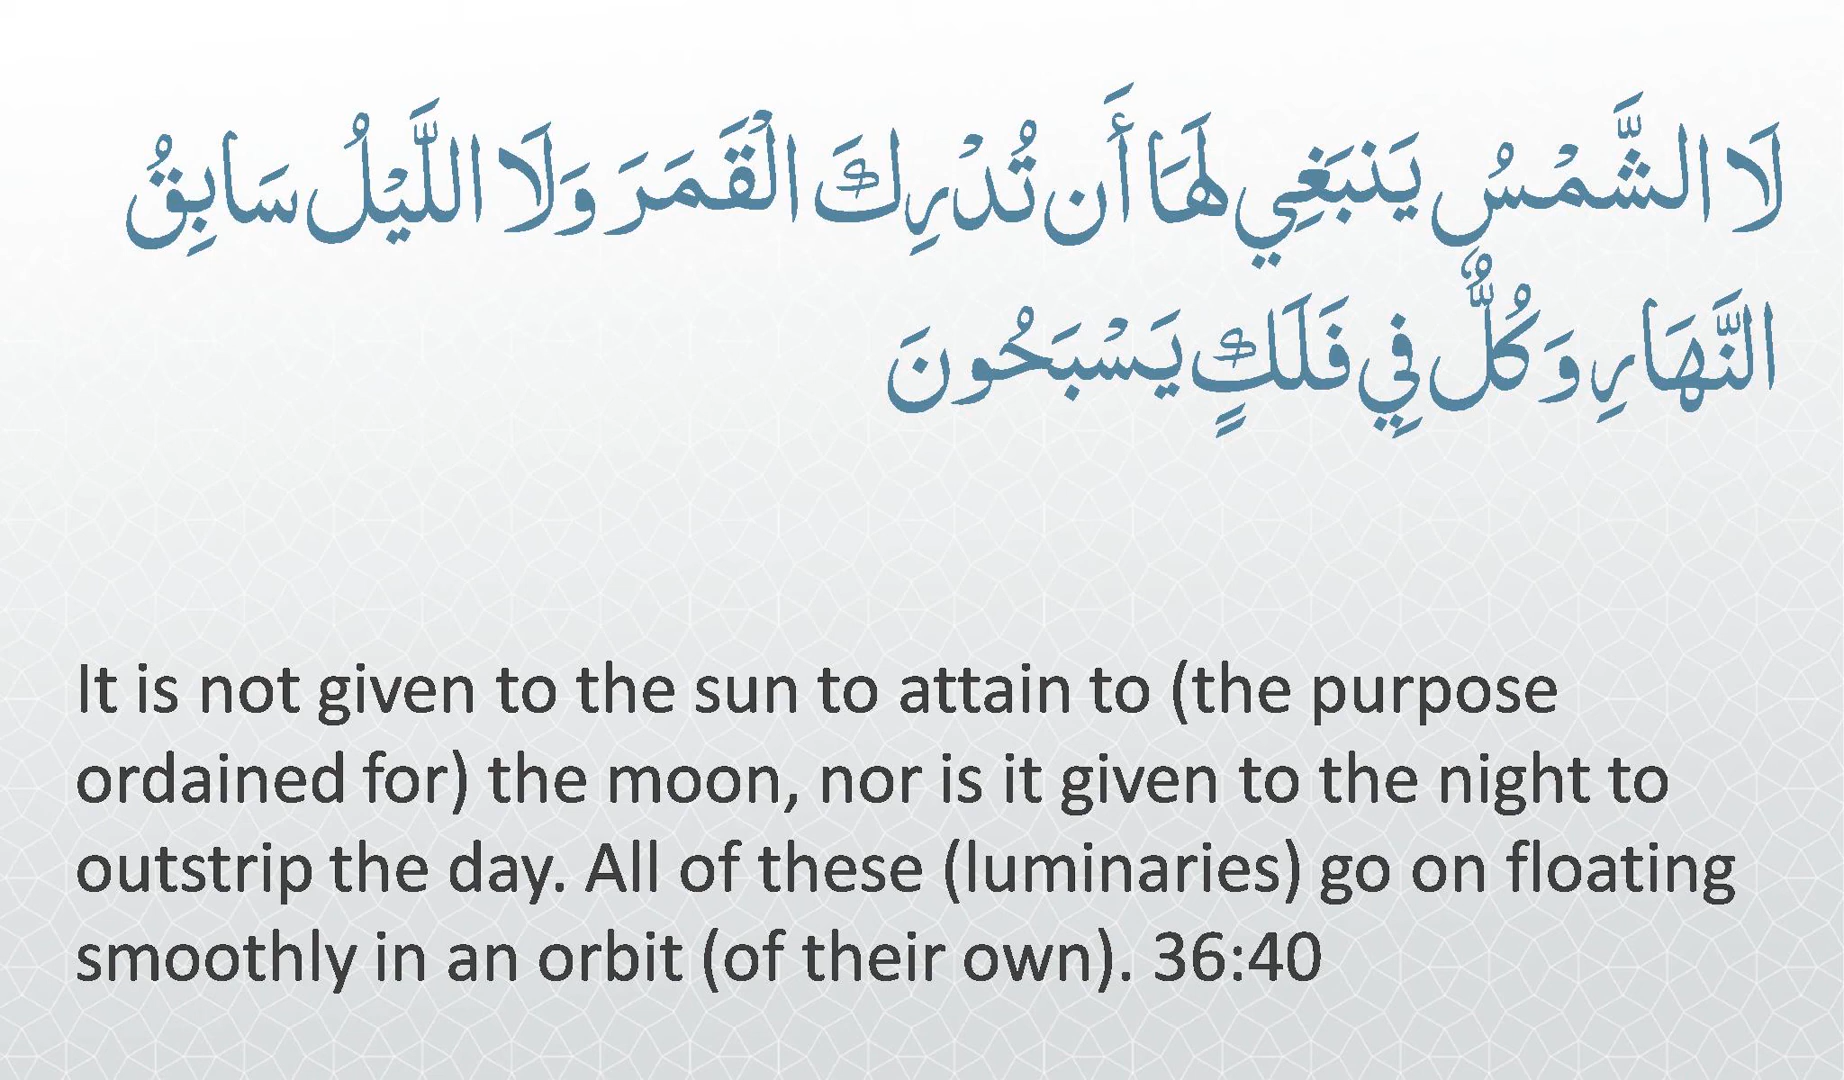 لَا الشَّمْسُ يَنبَغِي لَهَا أَن تُدْرِكَ الْقَمَرَ وَلَا اللَّيْلُ سَابِقُ
النَّهَارِ وَكُلٌّ فِي فَلَكٍ يَسْبَحُونَ
It is not given to the sun to attain to (the purpose
ordained for) the moon, nor is it given to the night to
outstrip the day. All of these (luminaries) go on floating
smoothly in an orbit (of their own). 36:40